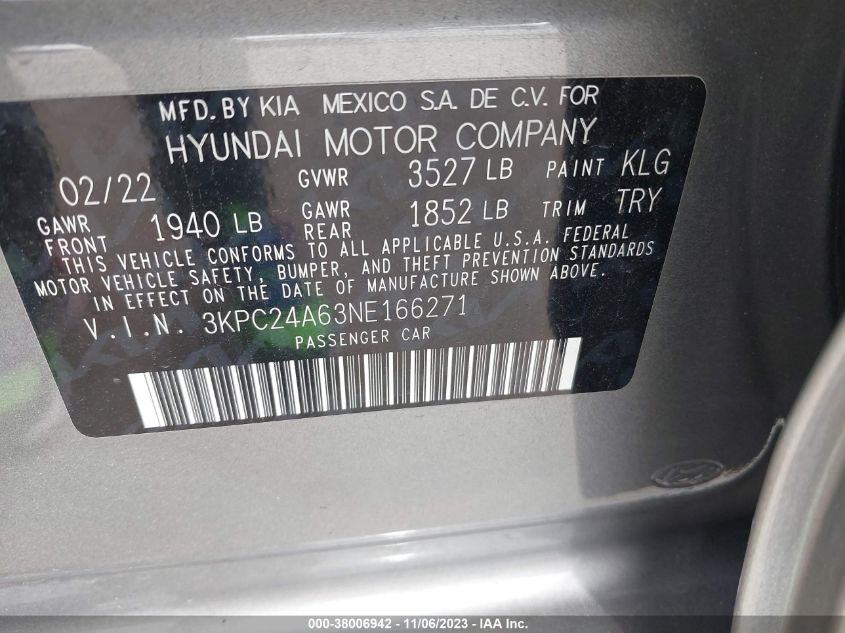 MFD. BY KIA MEXICO S.A. DE C.V. FOR
HYUNDAI MOTOR COMPANY
02/22 GVWR 3527 LB PAINT KLG
GAWR FRONT 1940 LB GAWR REAR 1852 LB TRIM TRY
THIS VEHICLE CONFORMS TO ALL APPLICABLE U.S.A. FEDERAL
MOTOR VEHICLE SAFETY, BUMPER, AND THEFT PREVENTION STANDARDS
IN EFFECT ON THE DATE OF MANUFACTURE SHOWN ABOVE.
V.I.N. 3KPC24A63NE166271
PASSENGER CAR
000-38006942 - 11/06/2023 - IAA Inc.